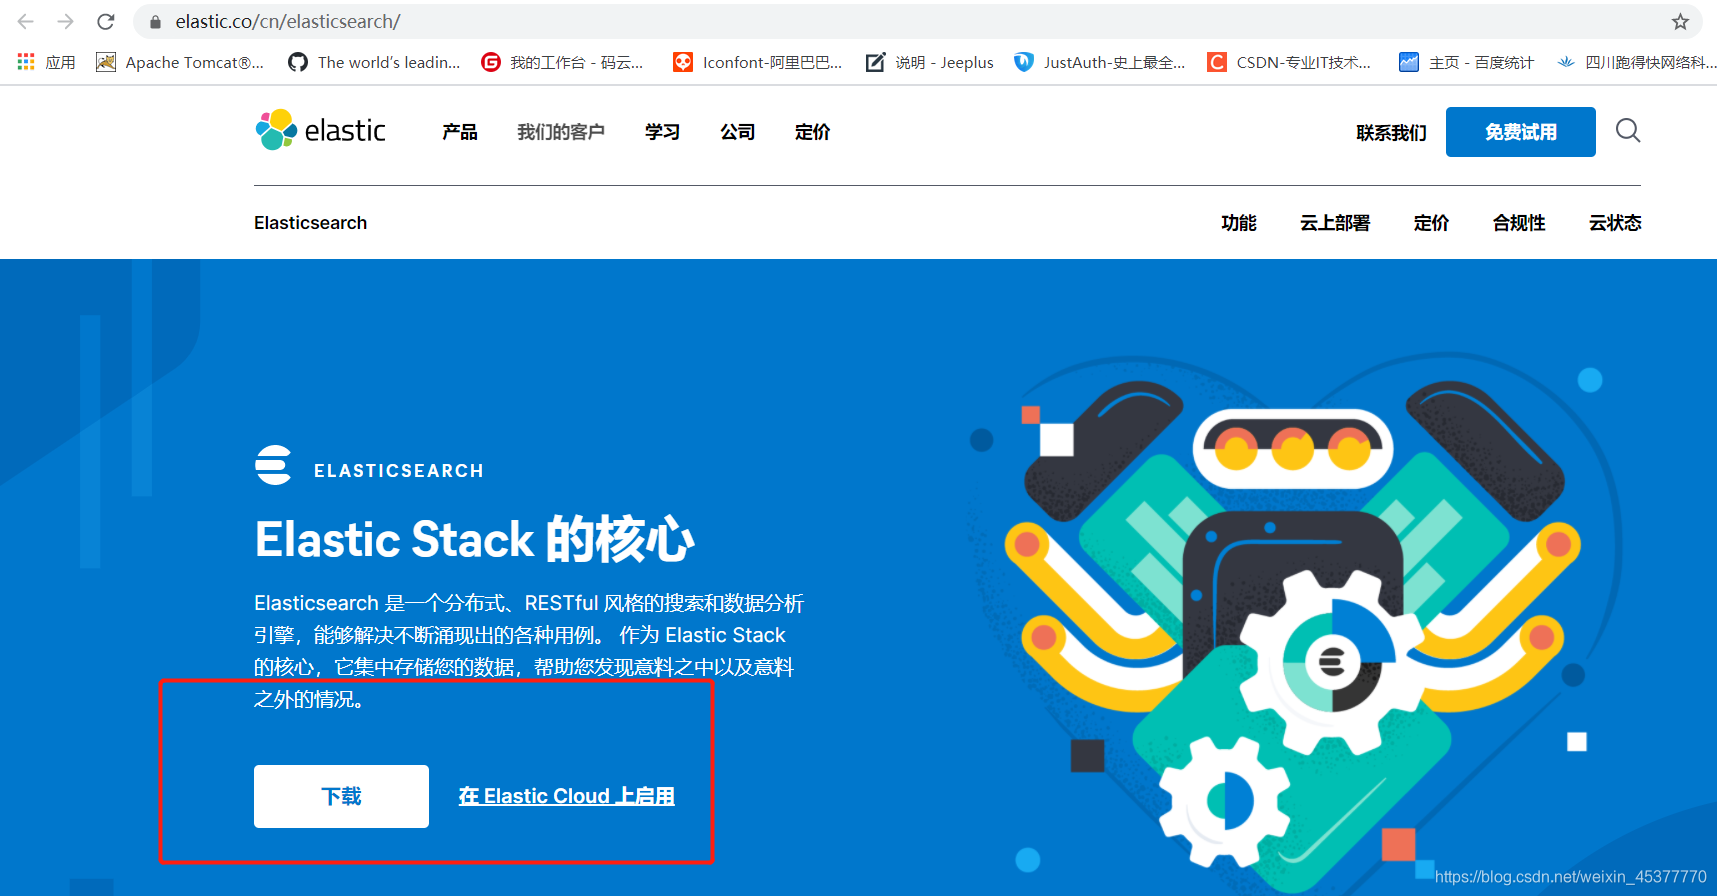 elastic.co/cn/elasticsearch/
应用 Apache Tomcat®... The world's leadin... 我的工作台 - 码云... Iconfont-阿里巴巴... 说明 - Jeeplus JustAuth-史上最全... CSDN-专业IT技术... 主页 - 百度统计 四川跑得快网络科...
elastic 产品 我们的客户 学习 公司 定价 联系我们 免费试用
Elasticsearch 功能 云上部署 定价 合规性 云状态
ELASTICSEARCH
Elastic Stack 的核心
Elasticsearch 是一个分布式、RESTful 风格的搜索和数据分析
引擎，能够解决不断涌现出的各种用例。 作为 Elastic Stack
的核心，它集中存储您的数据，帮助您发现意料之中以及意料
之外的情况。
下载 在 Elastic Cloud 上启用
https://blog.csdn.net/weixin_45377770